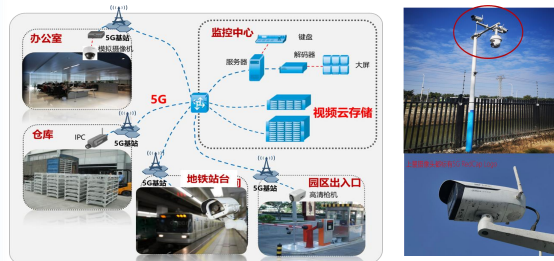 办公室
5G基站
模拟摄像机
监控中心
键盘
解码器
服务器
大屏
5G
视频云存储
仓库
IPC
5G基站
5G基站
地铁站台
5G基站
园区出入口
高清枪机